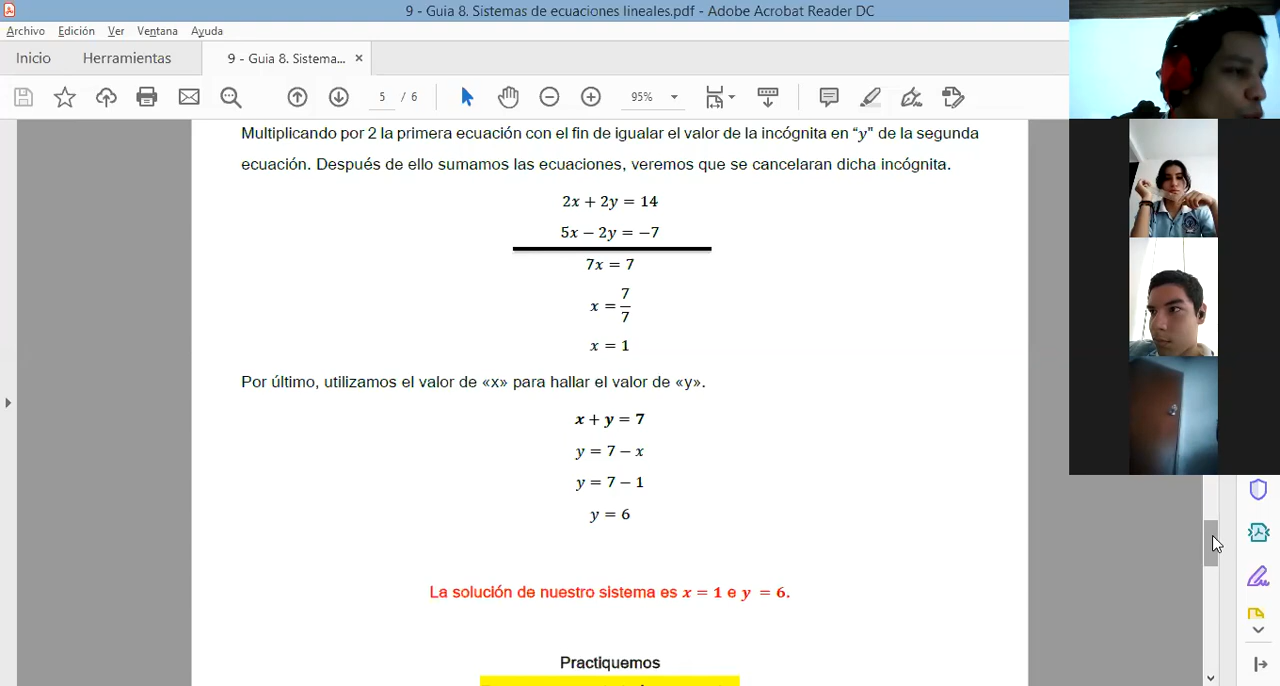 9 - Guia 8. Sistemas de ecuaciones lineales.pdf - Adobe Acrobat Reader DC
Archivo Edición Ver Ventana Ayuda
Inicio Herramientas 9 - Guia 8. Sistema... ×
5 / 6 95%
Multiplicando por 2 la primera ecuación con el fin de igualar el valor de la incógnita en “y” de la segunda
ecuación. Después de ello sumamos las ecuaciones, veremos que se cancelaran dicha incógnita.
2x + 2y = 14
5x − 2y = −7
7x = 7
x = 7/7
x = 1
Por último, utilizamos el valor de «x» para hallar el valor de «y».
x + y = 7
y = 7 − x
y = 7 − 1
y = 6
La solución de nuestro sistema es x = 1 e y = 6.
Practiquemos